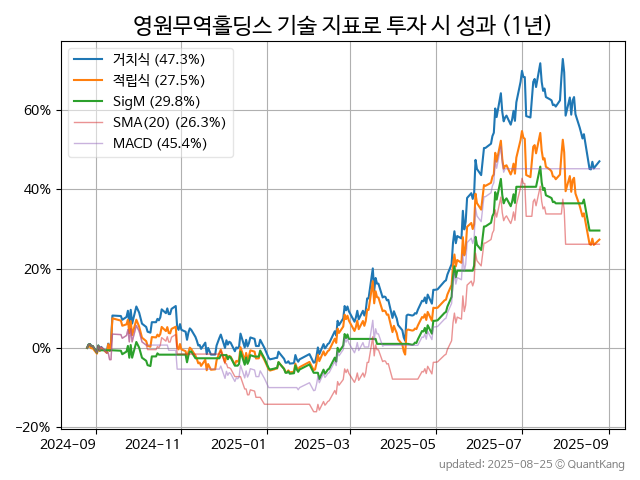 영원무역홀딩스 기술 지표로 투자 시 성과 (1년)
거치식 (47.3%)
적립식 (27.5%)
SigM (29.8%)
SMA(20) (26.3%)
MACD (45.4%)
60%
40%
20%
0%
−20%
2024-09 2024-11 2025-01 2025-03 2025-05 2025-07 2025-09
updated: 2025-08-25 © QuantKang